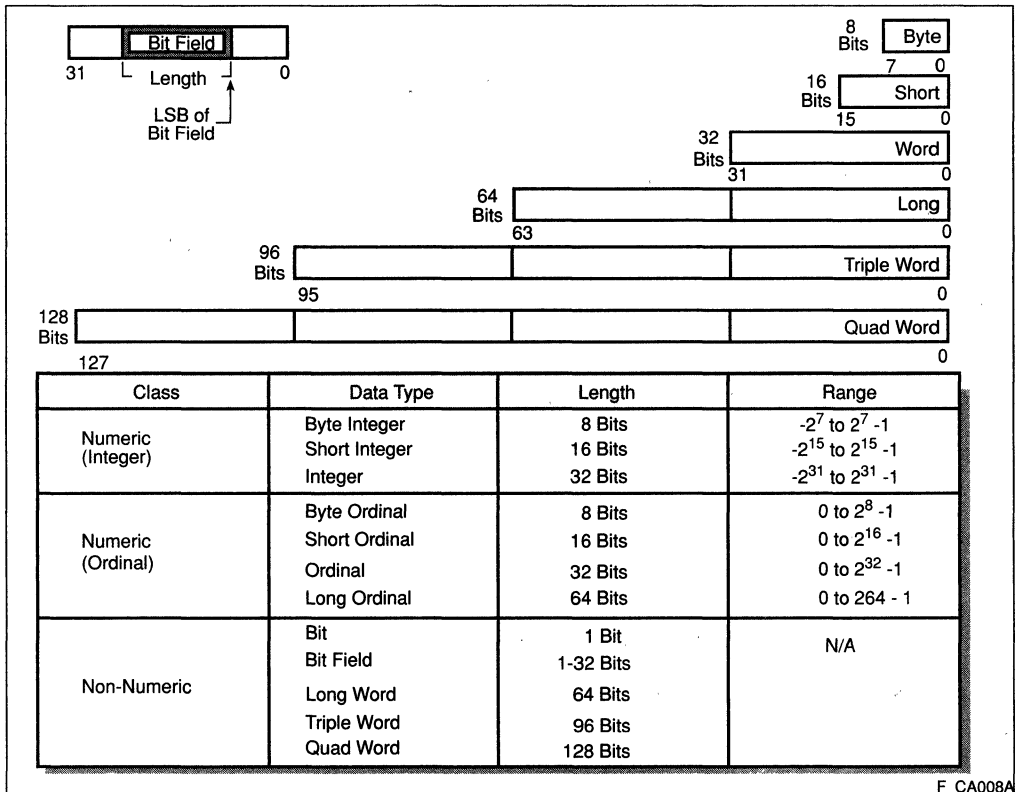 Bit Field
31 Length 0
LSB of
Bit Field
8
Bits
Byte
7 0
16
Bits
Short
15 0
32
Bits
Word
31 0
64
Bits
Long
63 0
96
Bits
Triple Word
95 0
128
Bits
Quad Word
127 0
Class Data Type Length Range
Numeric
(Integer)
Byte Integer 8 Bits -2^7 to 2^7 -1
Short Integer 16 Bits -2^15 to 2^15 -1
Integer 32 Bits -2^31 to 2^31 -1
Numeric
(Ordinal)
Byte Ordinal 8 Bits 0 to 2^8 -1
Short Ordinal 16 Bits 0 to 2^16 -1
Ordinal 32 Bits 0 to 2^32 -1
Long Ordinal 64 Bits 0 to 264 - 1
Non-Numeric
Bit 1 Bit N/A
Bit Field 1-32 Bits
Long Word 64 Bits
Triple Word 96 Bits
Quad Word 128 Bits
F_CA008A